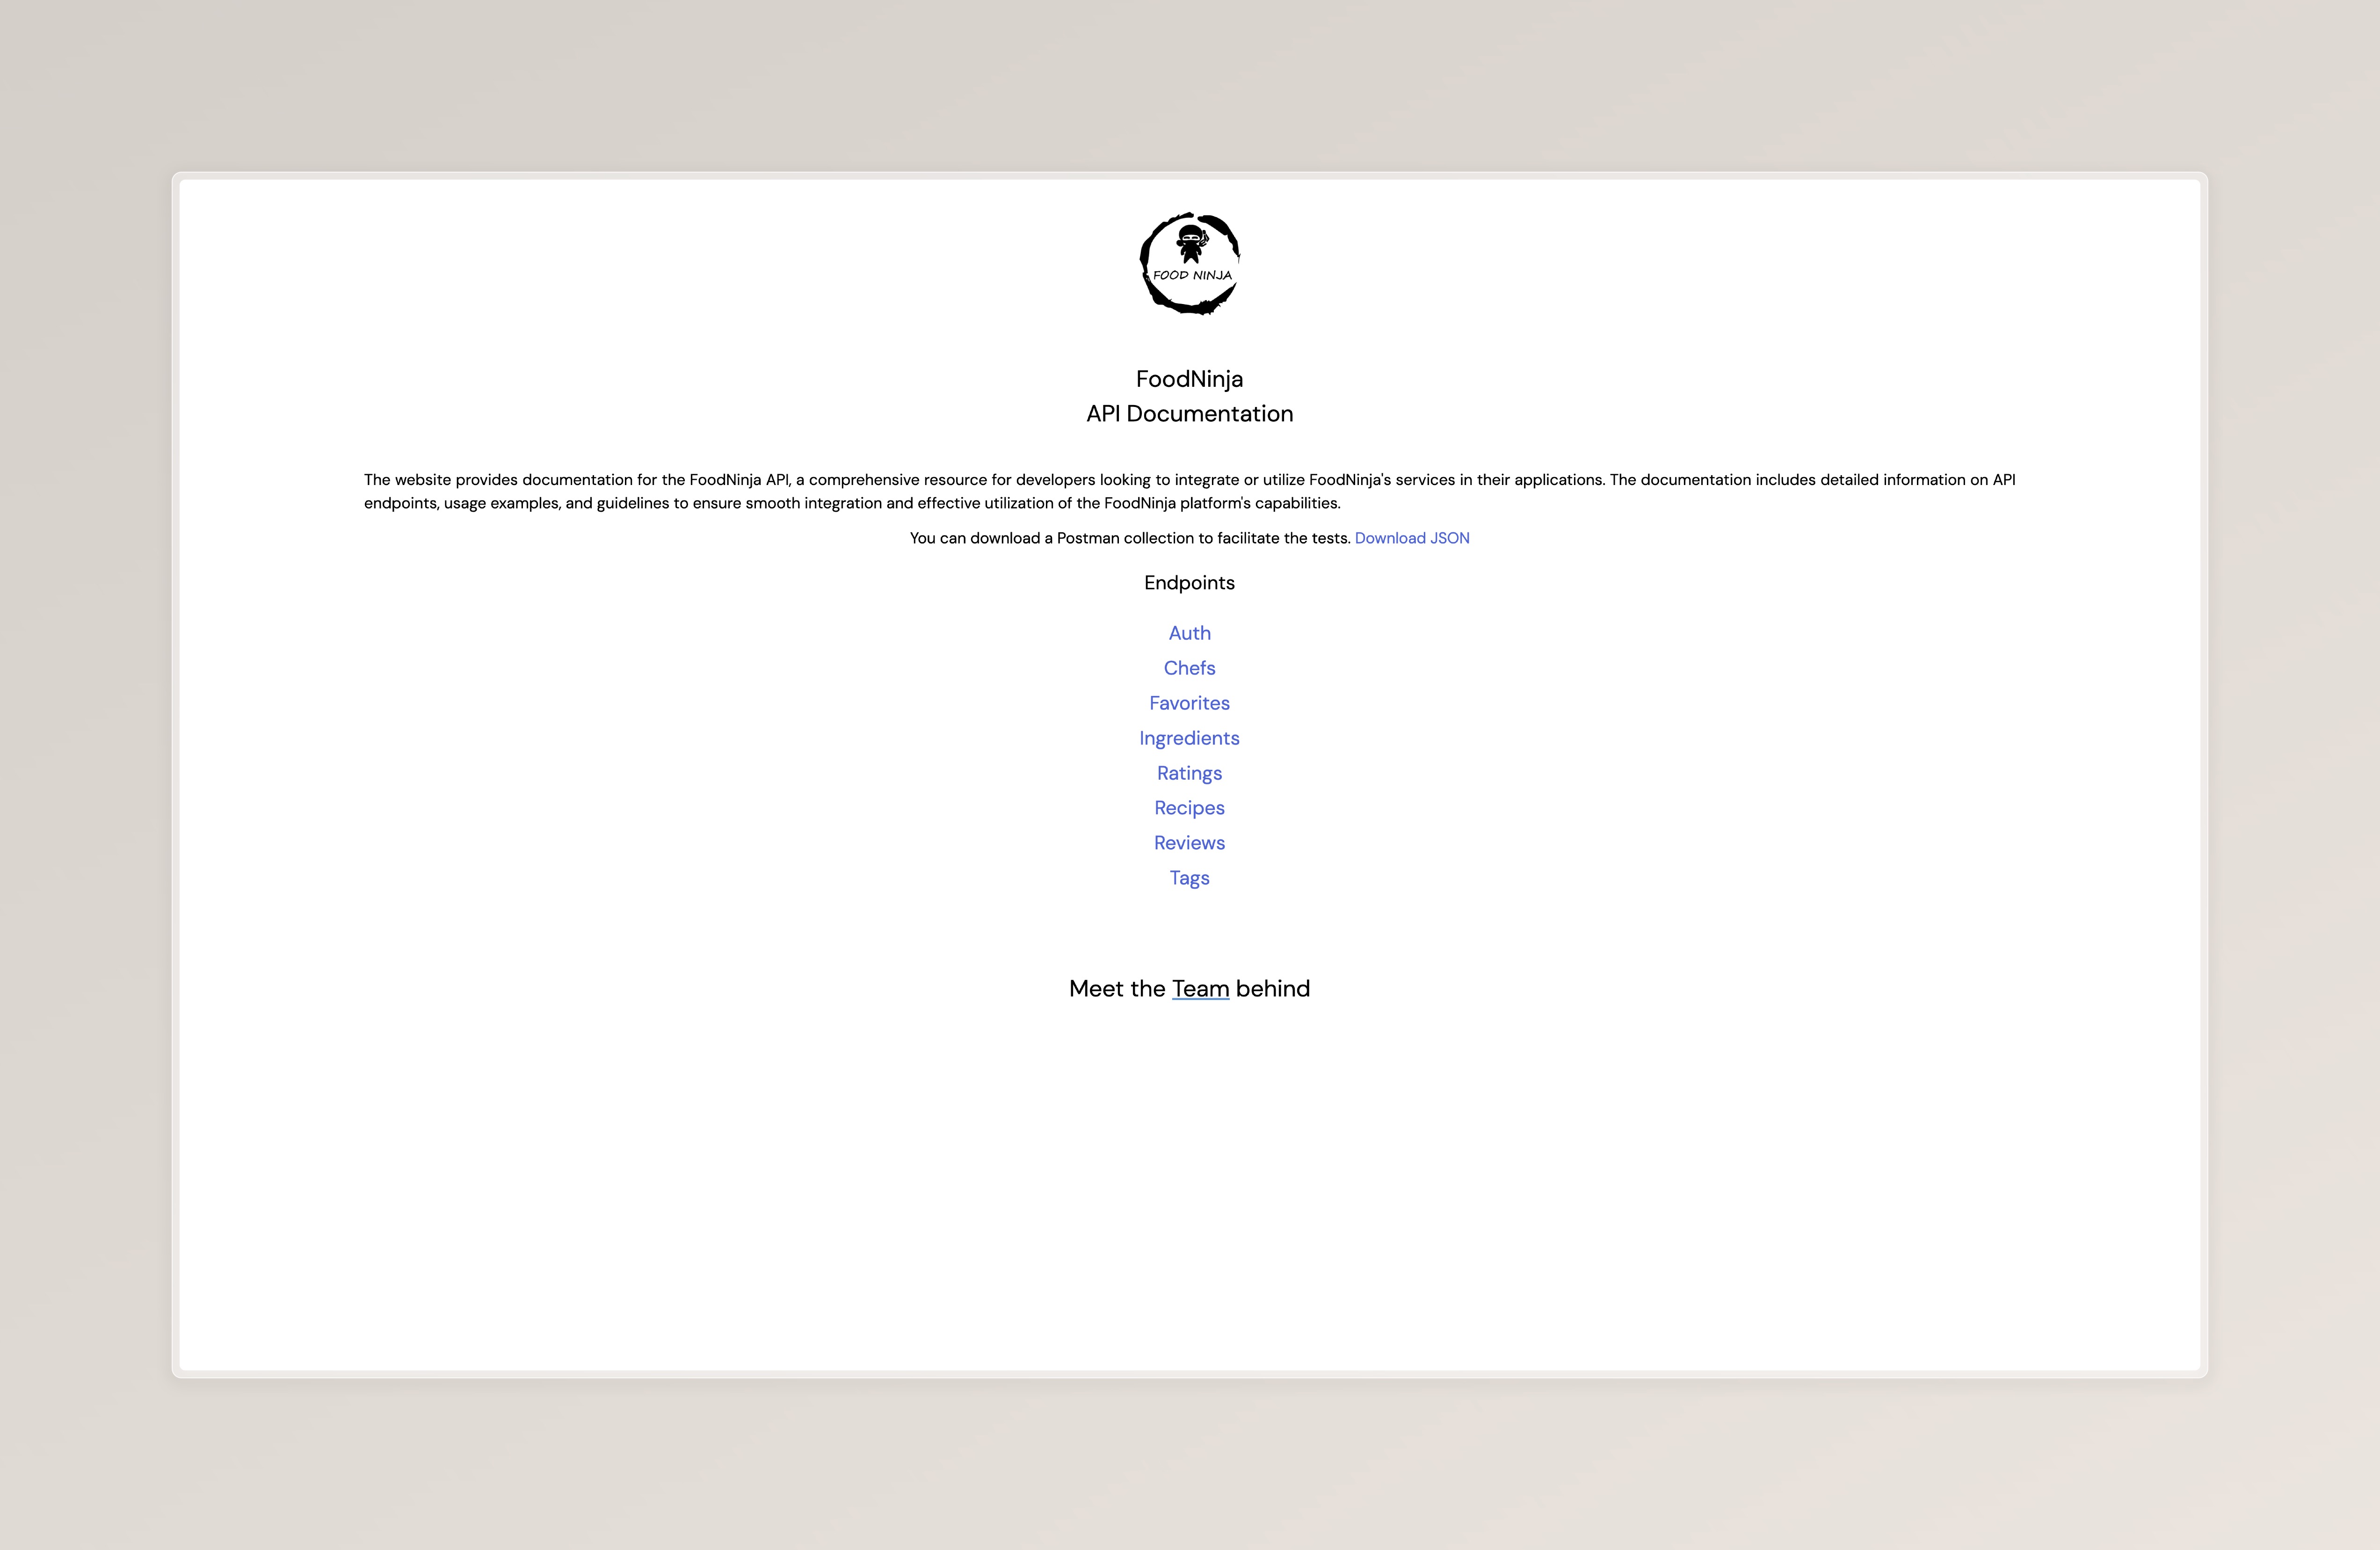 FOOD NINJA
FoodNinja
API Documentation
The website provides documentation for the FoodNinja API, a comprehensive resource for developers looking to integrate or utilize FoodNinja's services in their applications. The documentation includes detailed information on API
endpoints, usage examples, and guidelines to ensure smooth integration and effective utilization of the FoodNinja platform's capabilities.
You can download a Postman collection to facilitate the tests. Download JSON
Endpoints
Auth
Chefs
Favorites
Ingredients
Ratings
Recipes
Reviews
Tags
Meet the Team behind